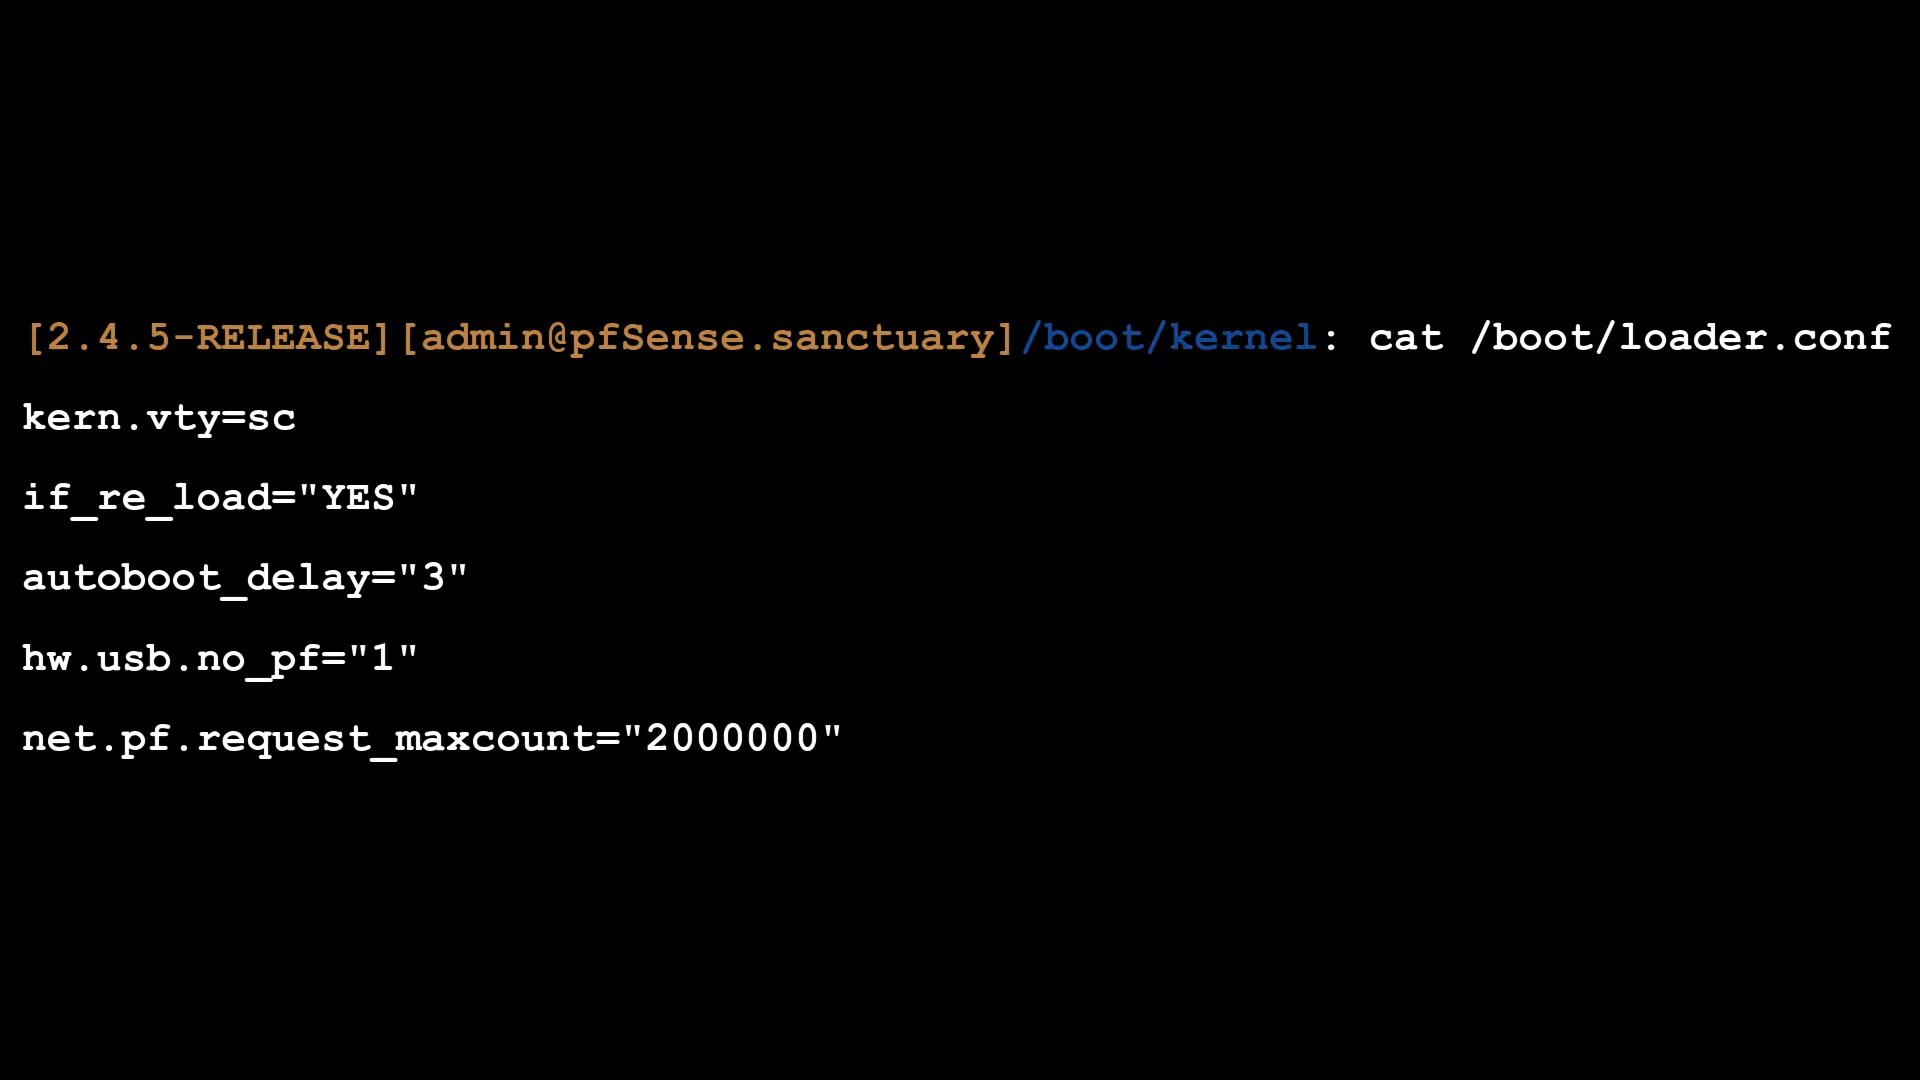 [2.4.5-RELEASE][admin@pfSense.sanctuary]/boot/kernel: cat /boot/loader.conf
kern.vty=sc
if_re_load="YES"
autoboot_delay="3"
hw.usb.no_pf="1"
net.pf.request_maxcount="2000000"